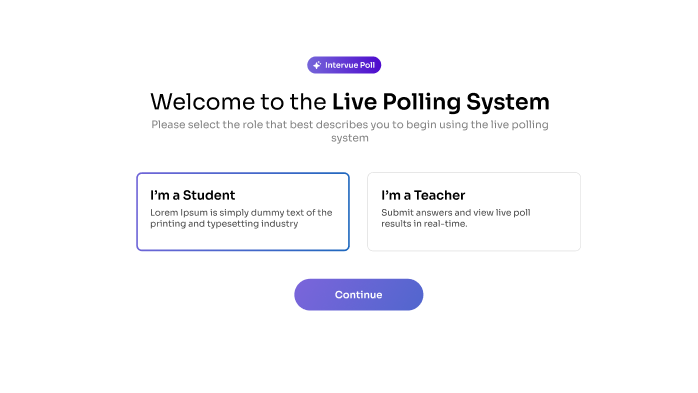 Intervue Poll
Welcome to the Live Polling System
Please select the role that best describes you to begin using the live polling
system
I'm a Student
Lorem Ipsum is simply dummy text of the
printing and typesetting industry
I'm a Teacher
Submit answers and view live poll
results in real-time.
Continue